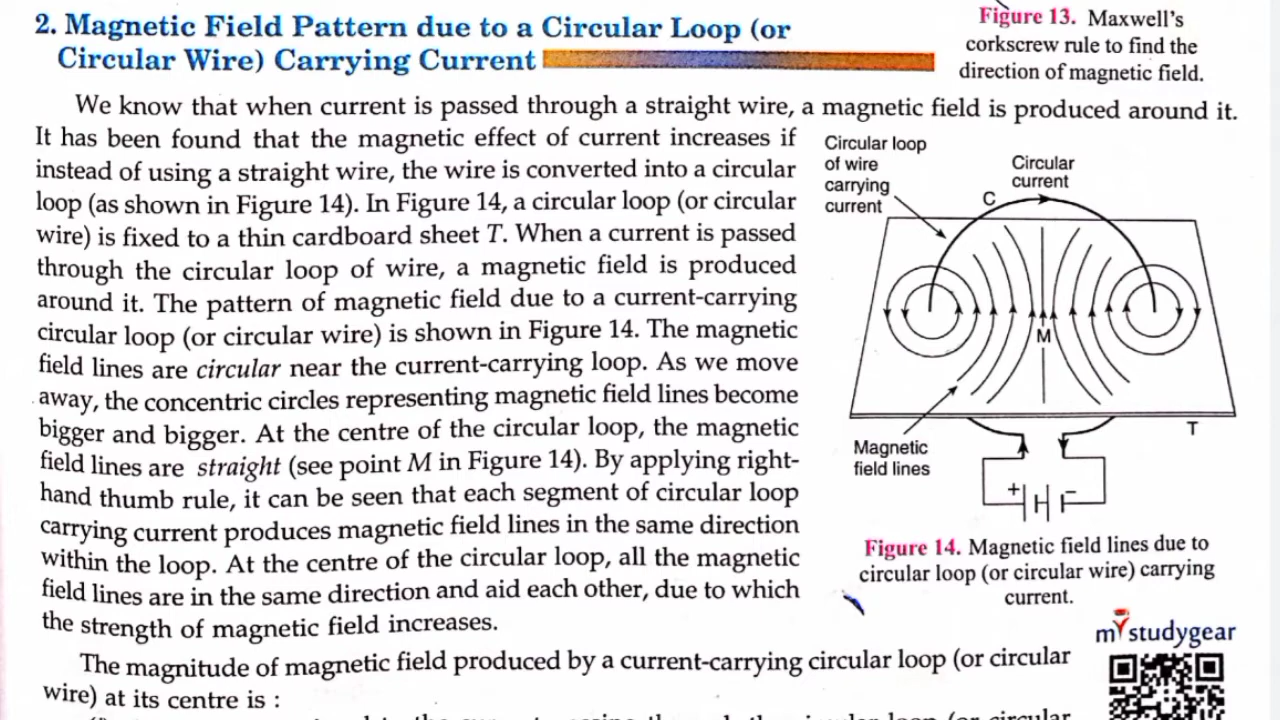 2. Magnetic Field Pattern due to a Circular Loop (or
Circular Wire) Carrying Current
Figure 13. Maxwell's
corkscrew rule to find the
direction of magnetic field.
We know that when current is passed through a straight wire, a magnetic field is produced around it.
It has been found that the magnetic effect of current increases if
instead of using a straight wire, the wire is converted into a circular
loop (as shown in Figure 14). In Figure 14, a circular loop (or circular
wire) is fixed to a thin cardboard sheet T. When a current is passed
through the circular loop of wire, a magnetic field is produced
around it. The pattern of magnetic field due to a current-carrying
circular loop (or circular wire) is shown in Figure 14. The magnetic
field lines are circular near the current-carrying loop. As we move
away, the concentric circles representing magnetic field lines become
bigger and bigger. At the centre of the circular loop, the magnetic
field lines are straight (see point M in Figure 14). By applying right-
hand thumb rule, it can be seen that each segment of circular loop
carrying current produces magnetic field lines in the same direction
within the loop. At the centre of the circular loop, all the magnetic
field lines are in the same direction and aid each other, due to which
the strength of magnetic field increases.
Circular loop
of wire
carrying
current
Circular
current
C
M
T
Magnetic
field lines
+
-
Figure 14. Magnetic field lines due to
circular loop (or circular wire) carrying
current.
mystudygear
The magnitude of magnetic field produced by a current-carrying circular loop (or circular
wire) at its centre is :